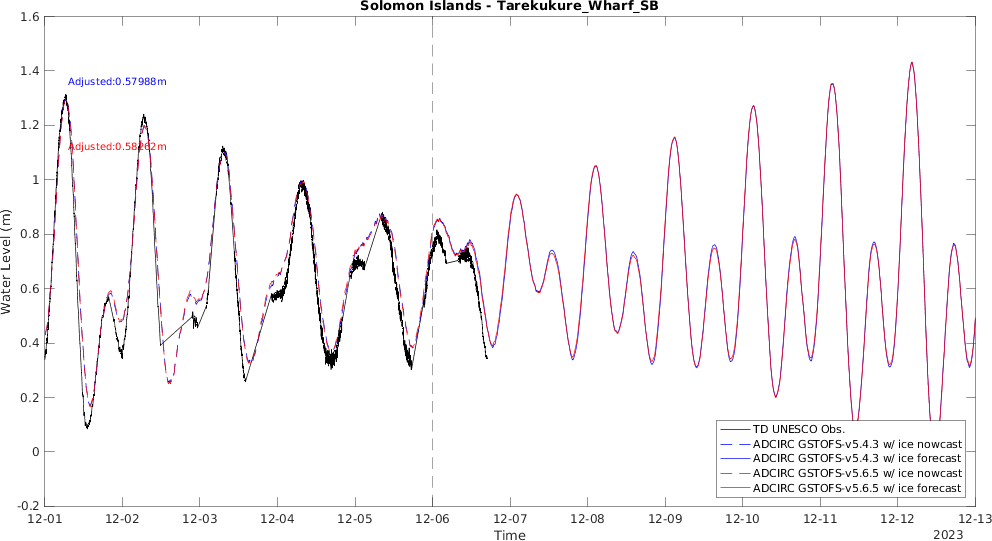 Solomon Islands - Tarekukure_Wharf_SB
Water Level (m)
1.6
1.4
1.2
1
0.8
0.6
0.4
0.2
0
-0.2
Adjusted:0.57988m
Adjusted:0.58262m
TD UNESCO Obs.
ADCIRC GSTOFS-v5.4.3 w/ ice nowcast
ADCIRC GSTOFS-v5.4.3 w/ ice forecast
ADCIRC GSTOFS-v5.6.5 w/ ice nowcast
ADCIRC GSTOFS-v5.6.5 w/ ice forecast
12-01 12-02 12-03 12-04 12-05 12-06 12-07 12-08 12-09 12-10 12-11 12-12 12-13
Time
2023